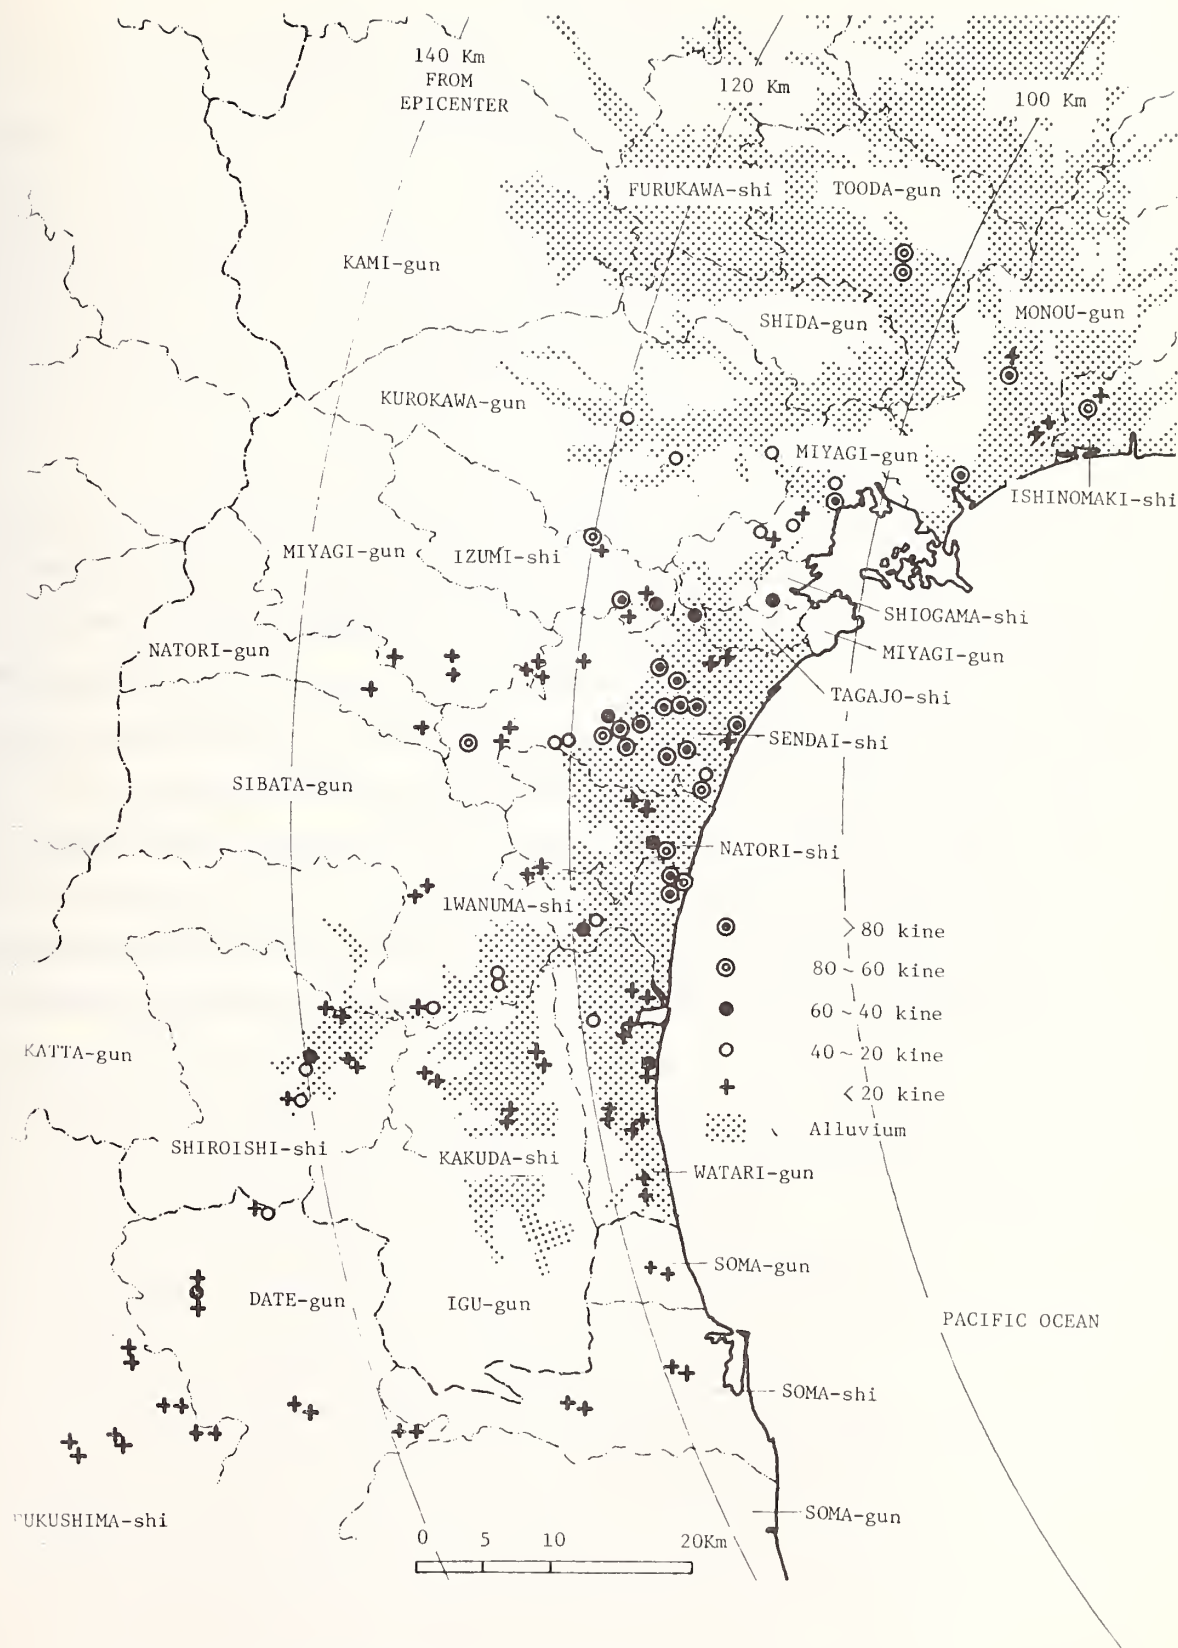 140 Km
FROM
EPICENTER
120 Km
100 Km
FURUKAWA-shi
TOODA-gun
KAMI-gun
SHIDA-gun
MONOU-gun
KUROKAWA-gun
MIYAGI-gun
ISHINOMAKI-shi
MIYAGI-gun
IZUMI-shi
SHIOGAMA-shi
NATORI-gun
MIYAGI-gun
TAGAJO-shi
SENDAI-shi
SIBATA-gun
NATORI-shi
1WANUMA-shi
>80 kine
80~60 kine
60~40 kine
40~20 kine
<20 kine
Alluvium
KATTA-gun
SHIROISHI-shi
KAKUDA-shi
WATARI-gun
SOMA-gun
DATE-gun
IGU-gun
PACIFIC OCEAN
SOMA-shi
SOMA-gun
UKUSHIMA-shi
0 5 10 20Km